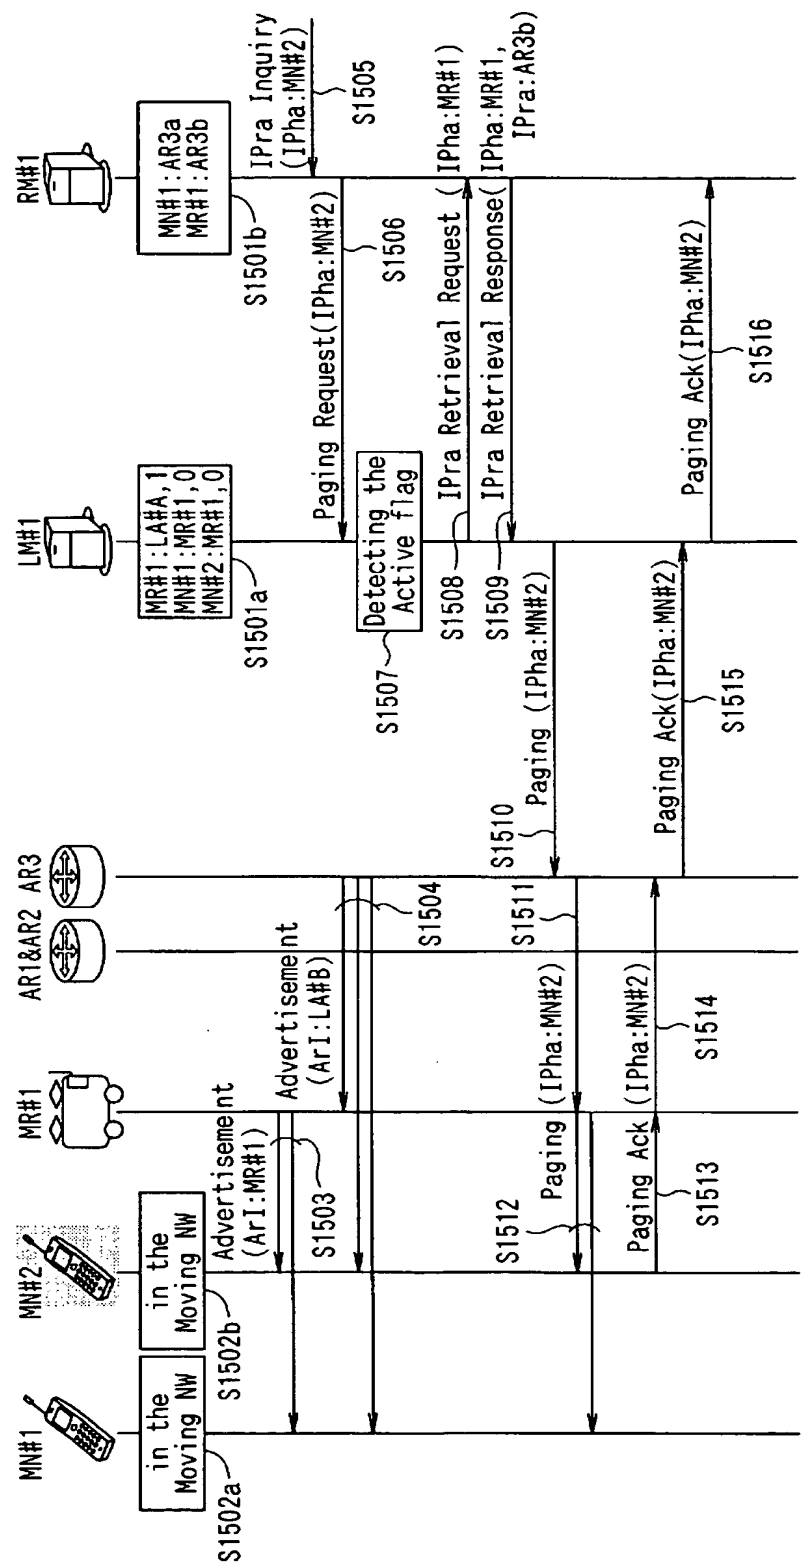 MN#1
MN#2
MR#1
AR1&AR2
AR3
LM#1
RM#1
in the
Moving NW
S1502a
in the
Moving NW
S1502b
MR#1:LA#A,1
MN#1:MR#1,0
MN#2:MR#1,0
S1501a
MN#1:AR3a
MR#1:AR3b
S1501b
Advertisement
(ArI:MR#1)
S1503
Advertisement
(ArI:LA#B)
S1504
IPra Inquiry
(IPha:MN#2)
S1505
Paging Request(IPha:MN#2)
S1506
Detecting the
Active flag
S1507
IPra Retrieval Request (IPha:MR#1)
S1508
IPra Retrieval Response(IPha:MR#1,
IPra:AR3b)
S1509
Paging (IPha:MN#2)
S1510
Paging (IPha:MN#2)
S1511
S1512
Paging Ack (IPha:MN#2)
S1513
S1514
Paging Ack(IPha:MN#2)
S1515
Paging Ack(IPha:MN#2)
S1516